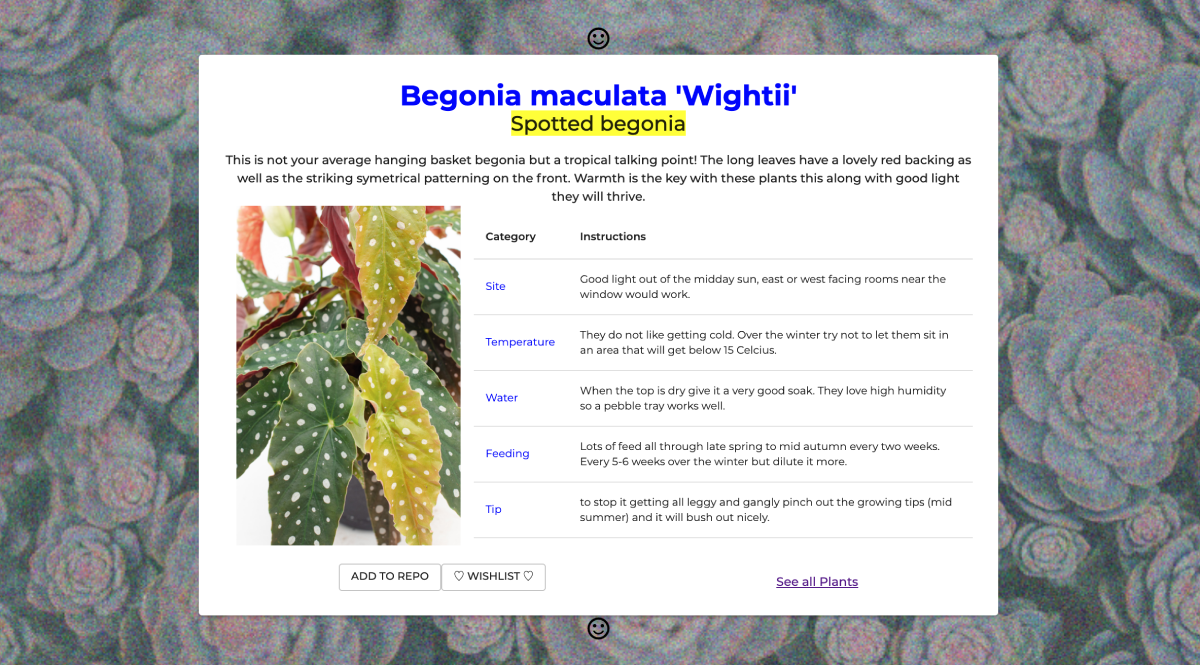 Begonia maculata 'Wightii'
Spotted begonia
This is not your average hanging basket begonia but a tropical talking point! The long leaves have a lovely red backing as
well as the striking symetrical patterning on the front. Warmth is the key with these plants this along with good light
they will thrive.
Category Instructions
Site Good light out of the midday sun, east or west facing rooms near the
window would work.
Temperature They do not like getting cold. Over the winter try not to let them sit in
an area that will get below 15 Celcius.
Water When the top is dry give it a very good soak. They love high humidity
so a pebble tray works well.
Feeding Lots of feed all through late spring to mid autumn every two weeks.
Every 5-6 weeks over the winter but dilute it more.
Tip to stop it getting all leggy and gangly pinch out the growing tips (mid
summer) and it will bush out nicely.
ADD TO REPO ♡ WISHLIST ♡
See all Plants